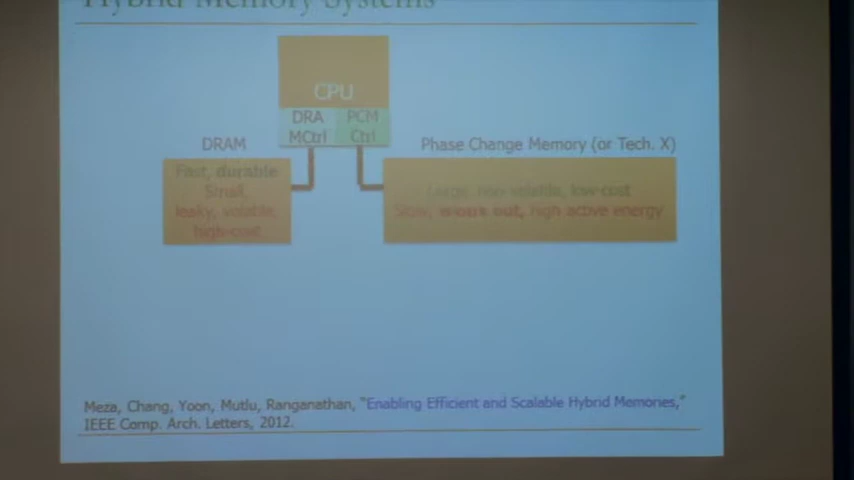 Hybrid Memory Systems
CPU
DRA
MCtrl
PCM
Ctrl
DRAM
Phase Change Memory (or Tech. X)
Fast, durable
Small,
leaky, volatile,
high-cost
Large, non-volatile, low-cost
Slow, wears out, high active energy
Meza, Chang, Yoon, Mutlu, Ranganathan, "Enabling Efficient and Scalable Hybrid Memories,"
IEEE Comp. Arch. Letters, 2012.